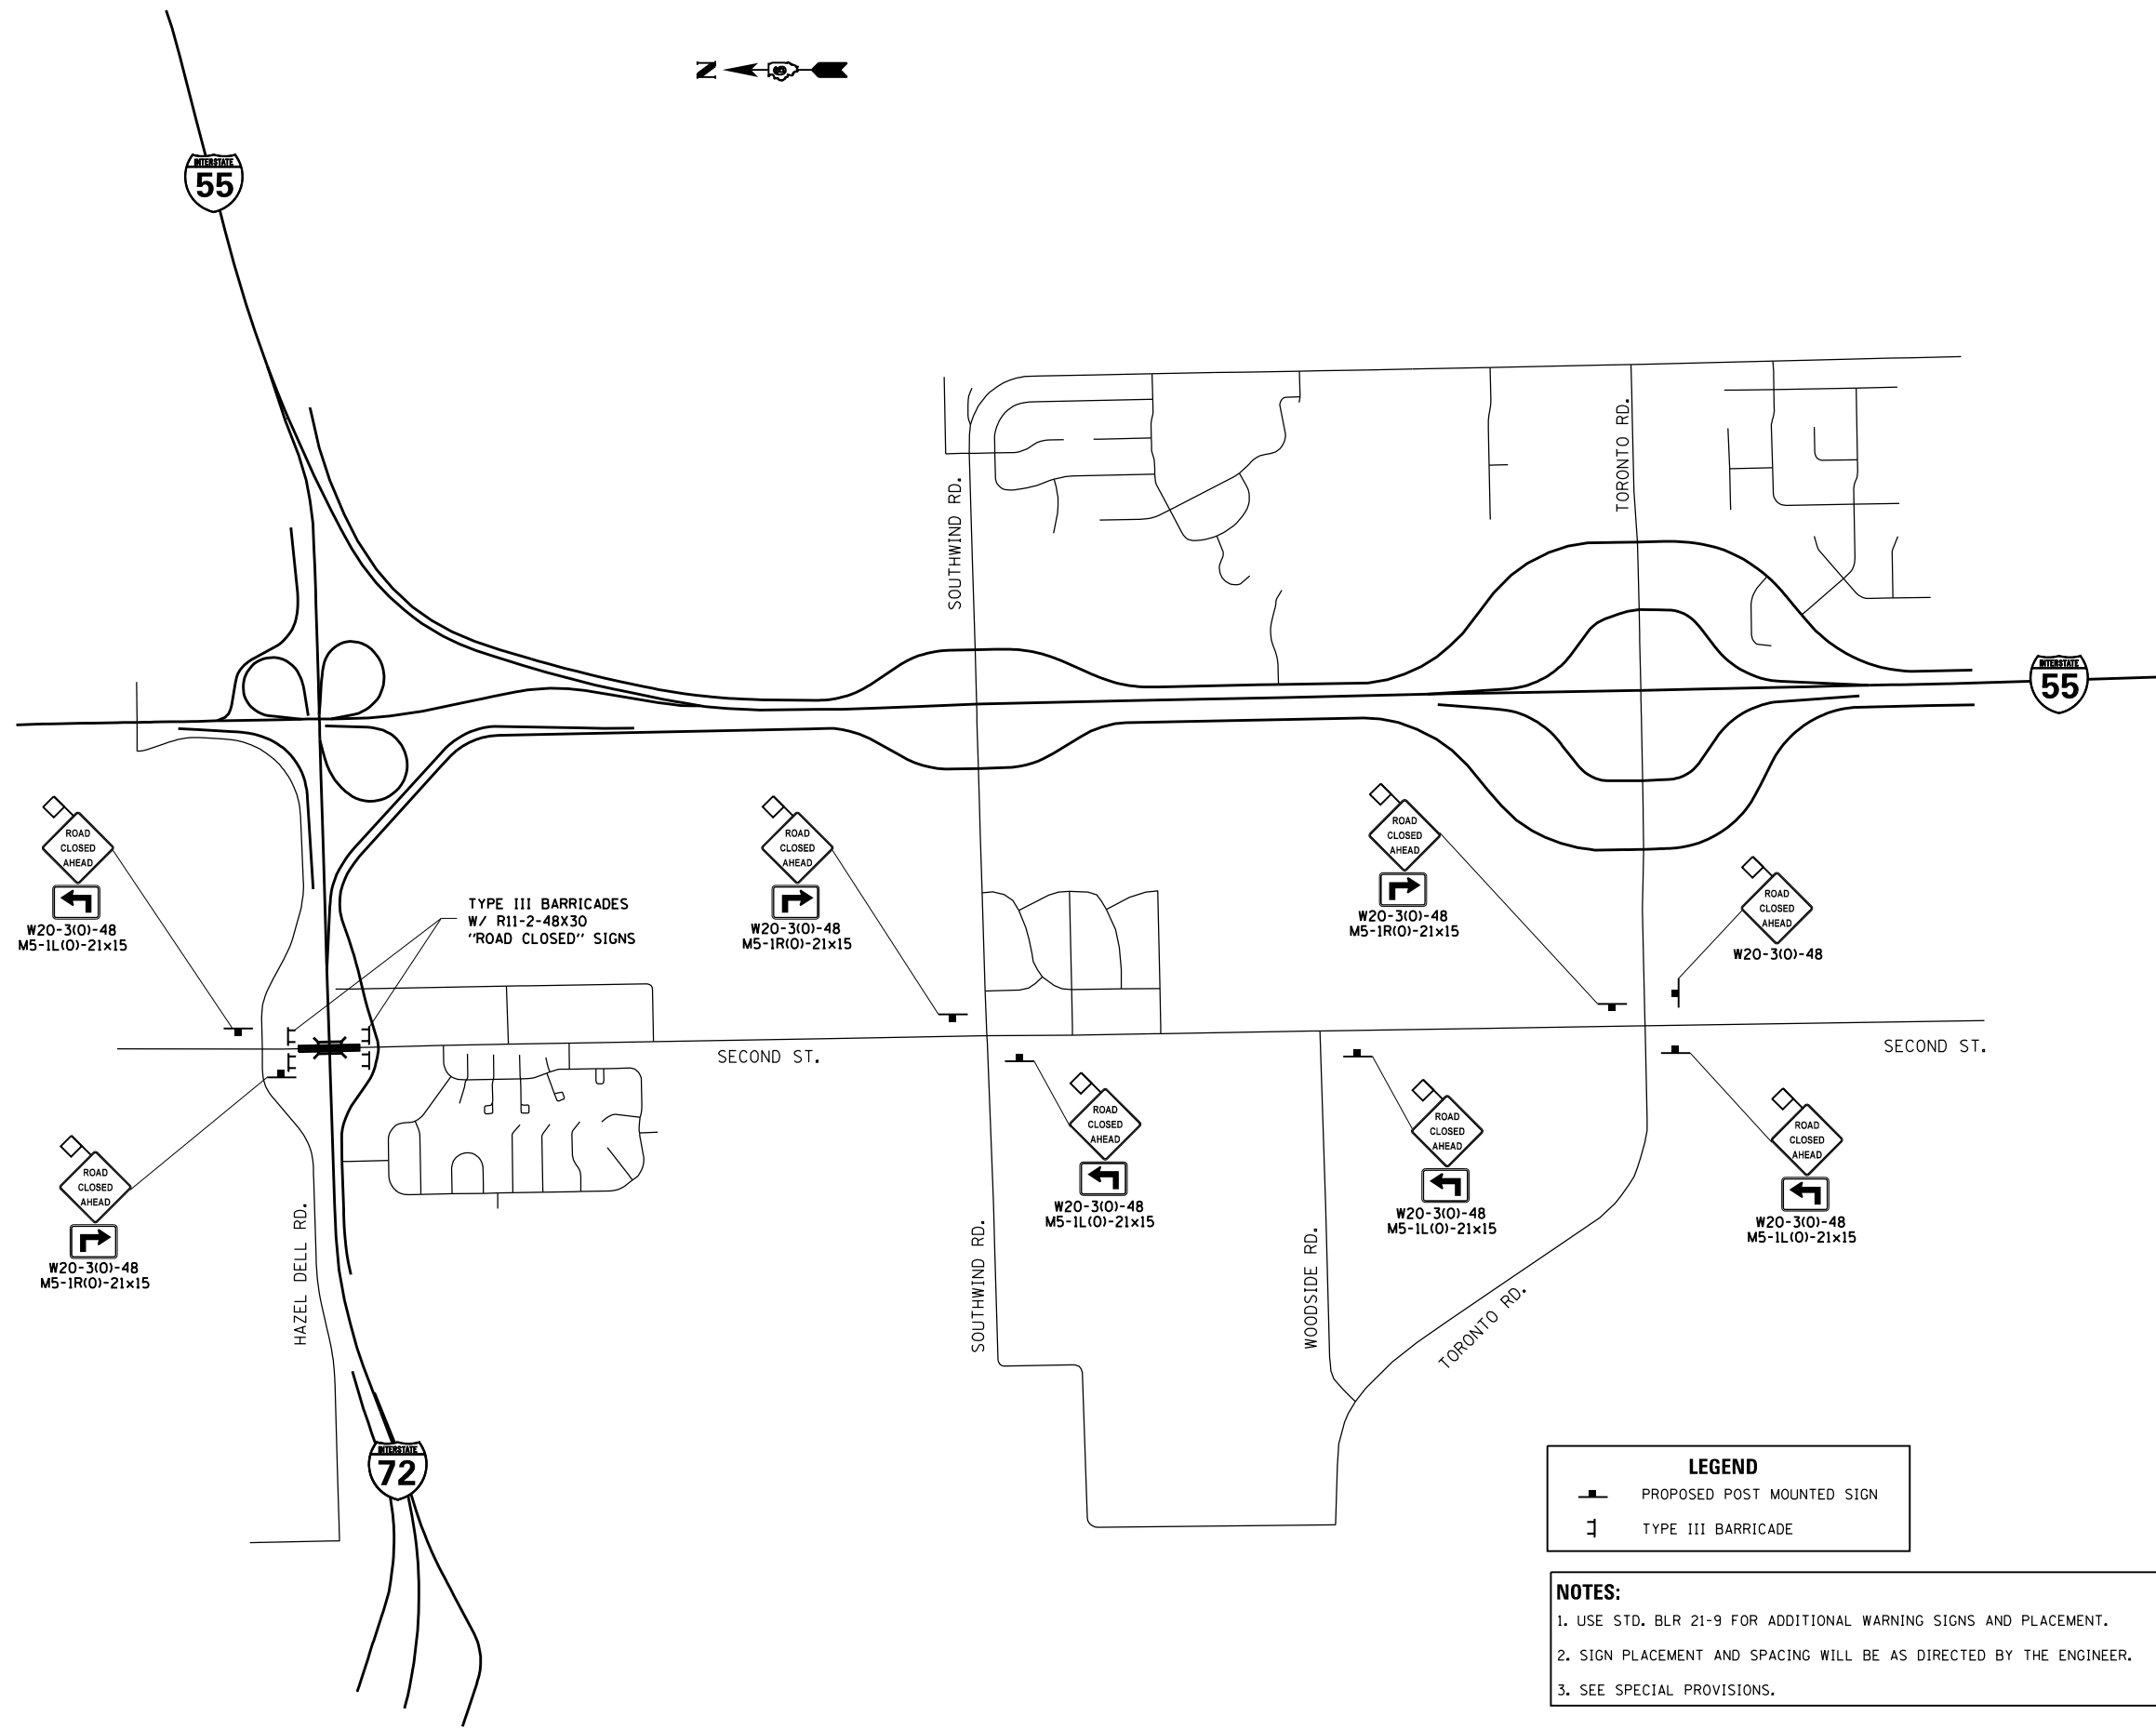 N
INTERSTATE
55
SOUTHWIND RD.
TORONTO RD.
INTERSTATE
55
ROAD
CLOSED
AHEAD
W20-3(O)-48
M5-1L(O)-21x15
ROAD
CLOSED
AHEAD
W20-3(O)-48
M5-1R(O)-21x15
ROAD
CLOSED
AHEAD
W20-3(O)-48
M5-1R(O)-21x15
ROAD
CLOSED
AHEAD
W20-3(O)-48
TYPE III BARRICADES
W/ R11-2-48X30
"ROAD CLOSED" SIGNS
SECOND ST.
SECOND ST.
ROAD
CLOSED
AHEAD
W20-3(O)-48
M5-1R(O)-21x15
ROAD
CLOSED
AHEAD
W20-3(O)-48
M5-1L(O)-21x15
ROAD
CLOSED
AHEAD
W20-3(O)-48
M5-1L(O)-21x15
ROAD
CLOSED
AHEAD
W20-3(O)-48
M5-1L(O)-21x15
HAZEL DELL RD.
SOUTHWIND RD.
WOODSIDE RD.
TORONTO RD.
INTERSTATE
72
LEGEND
PROPOSED POST MOUNTED SIGN
TYPE III BARRICADE
NOTES:
1. USE STD. BLR 21-9 FOR ADDITIONAL WARNING SIGNS AND PLACEMENT.
2. SIGN PLACEMENT AND SPACING WILL BE AS DIRECTED BY THE ENGINEER.
3. SEE SPECIAL PROVISIONS.